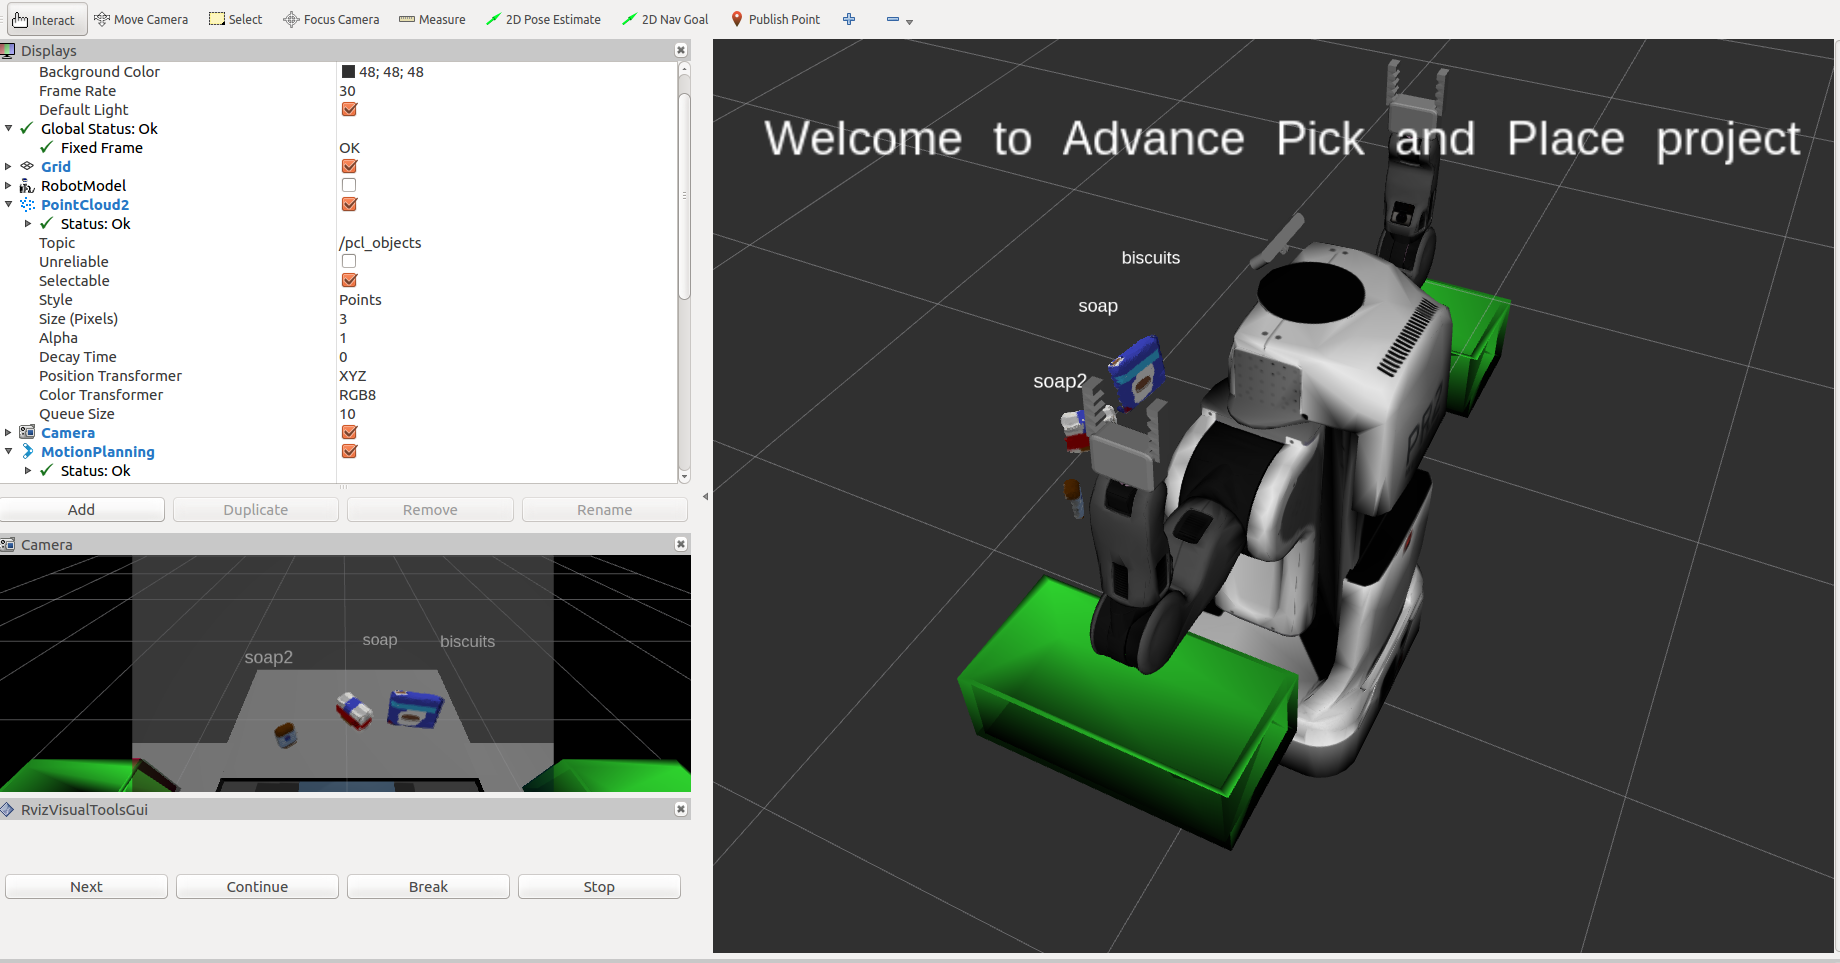 Interact Move Camera Select Focus Camera Measure 2D Pose Estimate 2D Nav Goal Publish Point
Displays
Background Color 48; 48; 48
Frame Rate 30
Default Light
Global Status: Ok
Fixed Frame OK
Grid
RobotModel
PointCloud2
Status: Ok
Topic /pcl_objects
Unreliable
Selectable
Style Points
Size (Pixels) 3
Alpha 1
Decay Time 0
Position Transformer XYZ
Color Transformer RGB8
Queue Size 10
Camera
MotionPlanning
Status: Ok
Add Duplicate Remove Rename
Camera
soap2 soap biscuits
RvizVisualToolsGui
Next Continue Break Stop
Welcome to Advance Pick and Place project
biscuits
soap
soap2